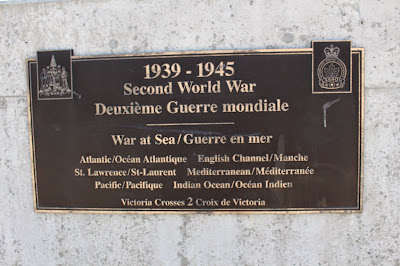 1939 - 1945
Second World War
Deuxième Guerre mondiale
War at Sea/Guerre en mer
Atlantic/Océan Atlantique English Channel/Manche
St. Lawrence/St-Laurent Mediterranean/Méditerranée
Pacific/Pacifique Indian Ocean/Océan Indien
Victoria Crosses 2 Croix de Victoria